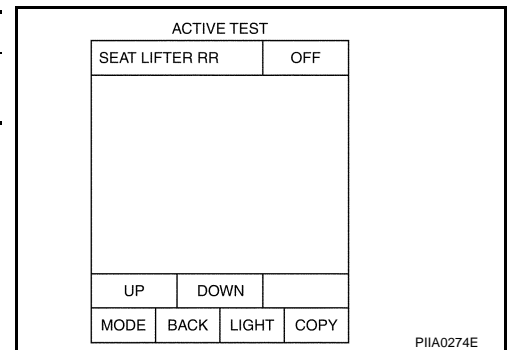 ACTIVE TEST
SEAT LIFTER RR OFF
UP DOWN
MODE BACK LIGHT COPY
PIIA0274E